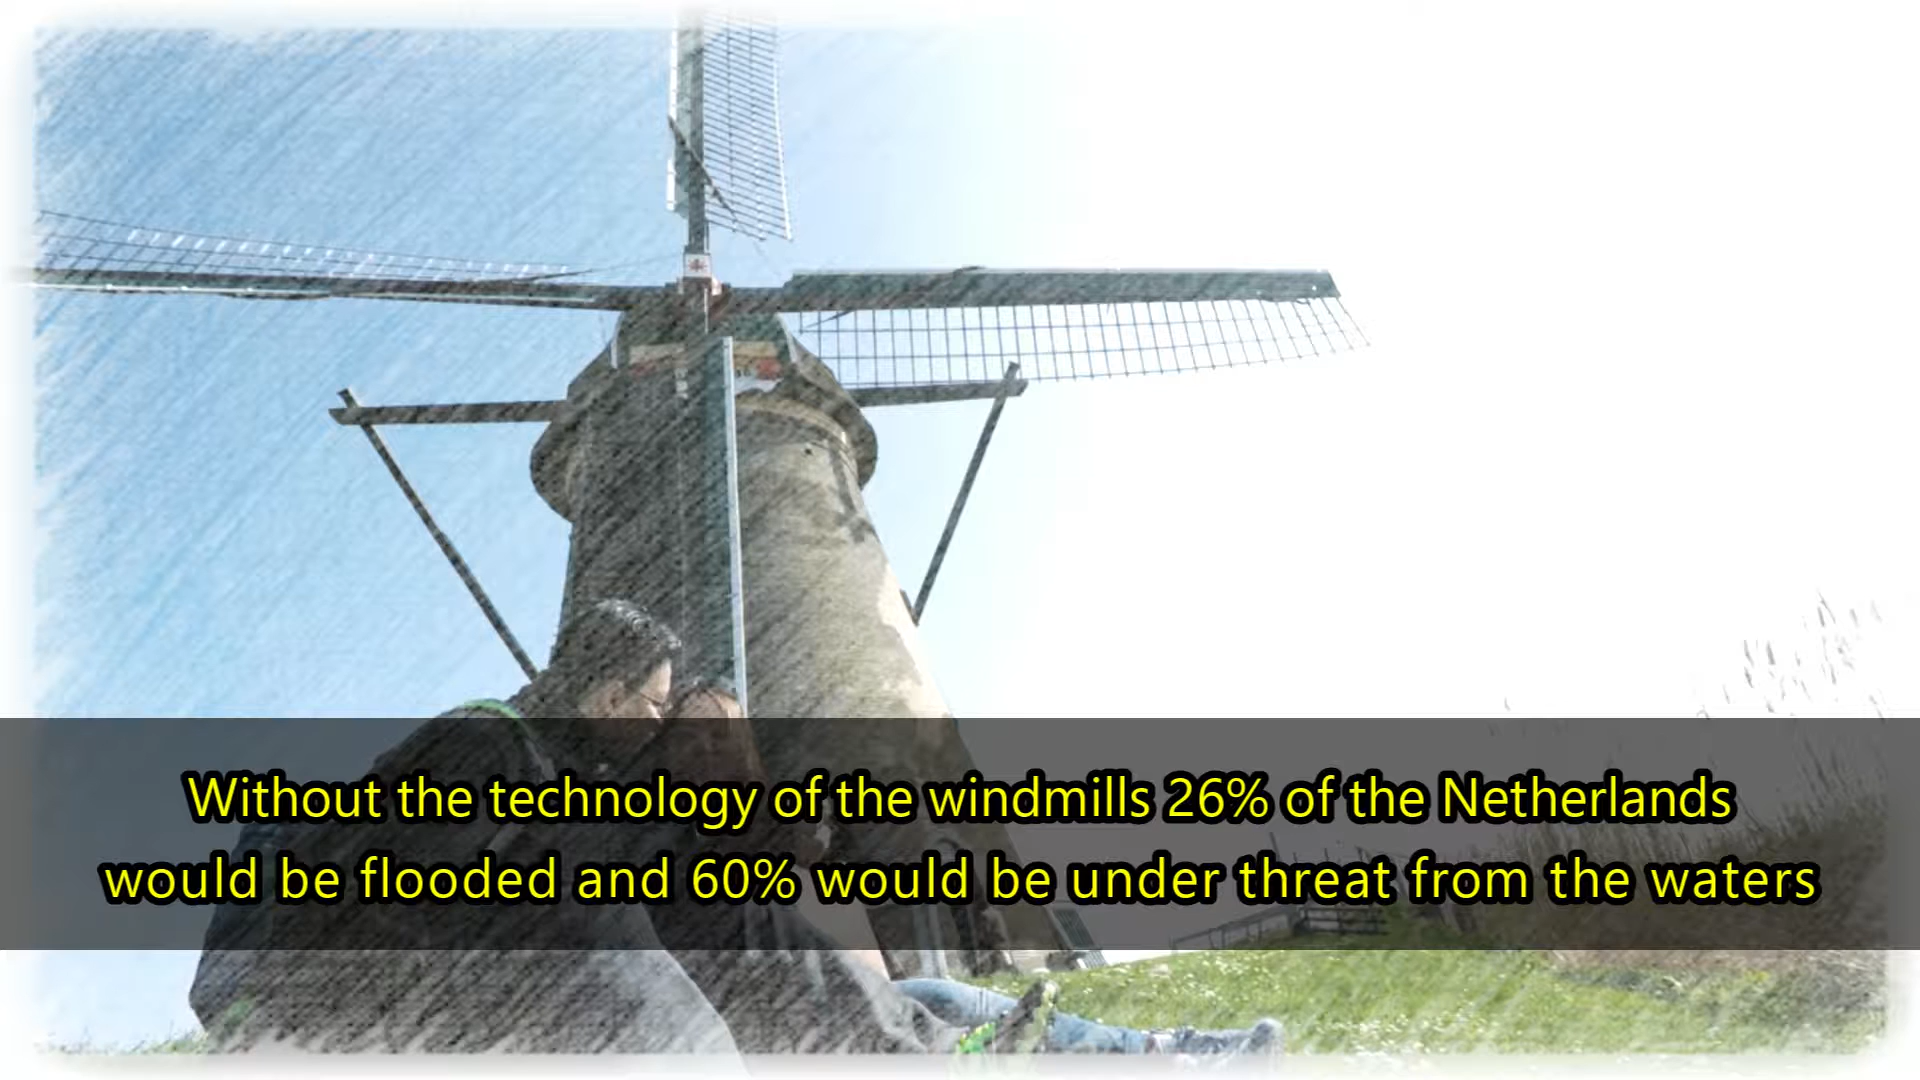 Without the technology of the windmills 26% of the Netherlands
would be flooded and 60% would be under threat from the waters